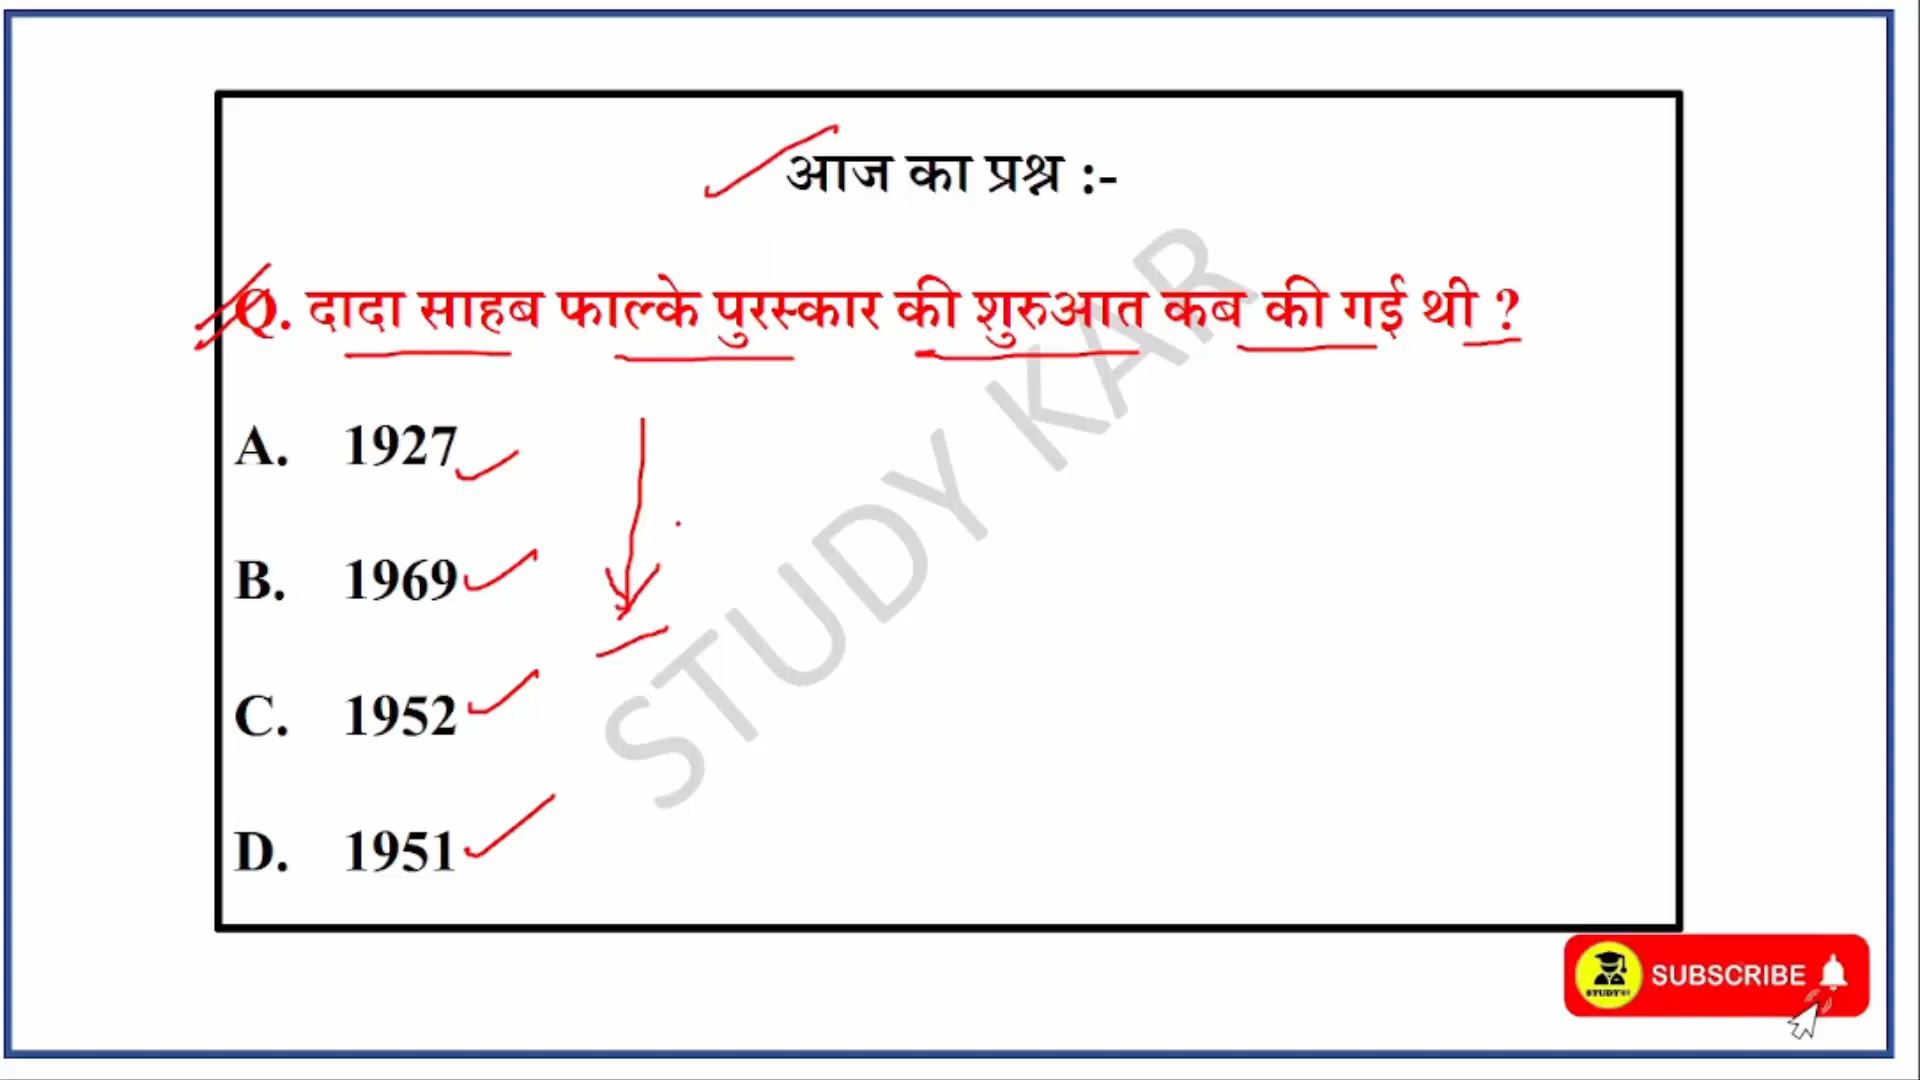 आज का प्रश्न :-
Q. दादा साहब फाल्के पुरस्कार की शुरुआत कब की गई थी ?
A. 1927
B. 1969
C. 1952
D. 1951
STUDY KAR
SUBSCRIBE